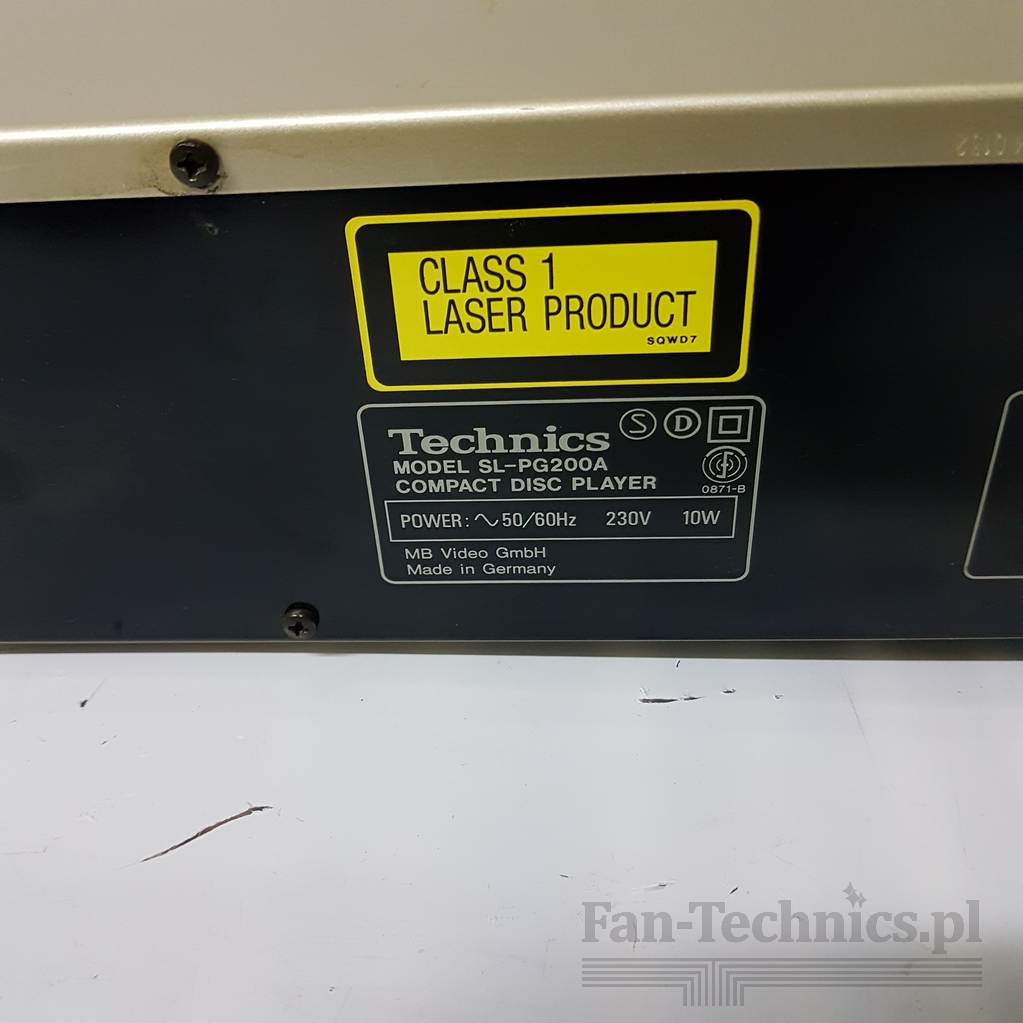 CLASS 1
LASER PRODUCT
SQWD7
Technics S D
MODEL SL-PG200A
COMPACT DISC PLAYER
0871-B
POWER: ∿50/60Hz 230V 10W
MB Video GmbH
Made in Germany
Fan-Technics.pl